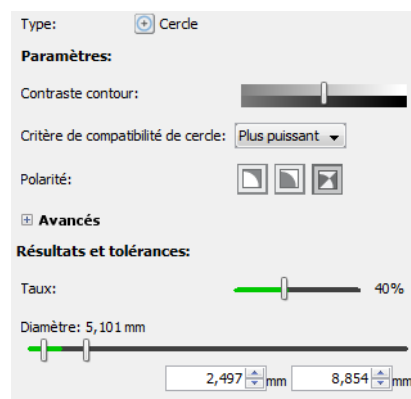 Type: Cercle
Paramètres:
Contraste contour:
Critère de compatibilité de cercle: Plus puissant
Polarité:
Avancés
Résultats et tolérances:
Taux: 40%
Diamètre: 5,101 mm
2,497 mm 8,854 mm